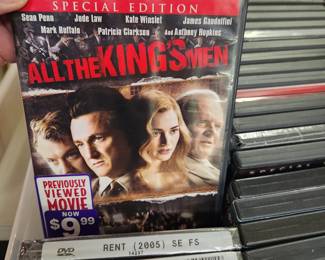 SPECIAL EDITION
Sean Penn Jude Law Kate Winslet James Gandolfini
Mark Ruffalo Patricia Clarkson And Anthony Hopkins
ALL THE KING'S MEN
PREVIOUSLY
VIEWED
MOVIE
NOW
$9.99
DVD
RENT (2005) SE FS
SPECIAL